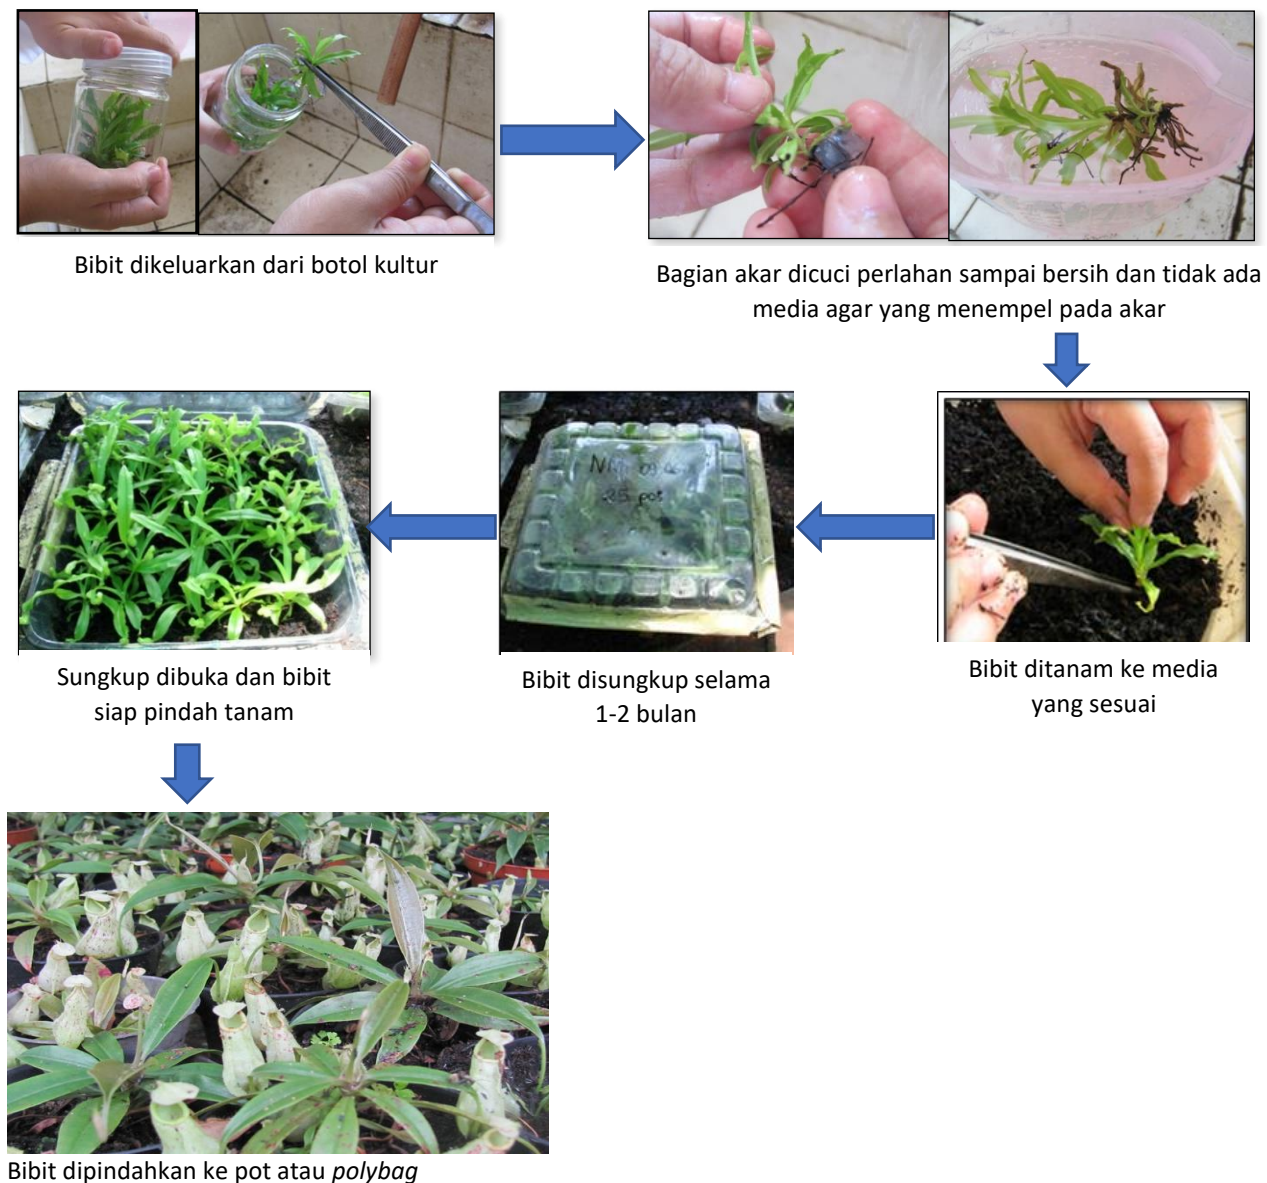 Bibit dikeluarkan dari botol kultur
Bagian akar dicuci perlahan sampai bersih dan tidak ada
media agar yang menempel pada akar
Bibit ditanam ke media
yang sesuai
25 pot
Bibit disungkup selama
1-2 bulan
Sungkup dibuka dan bibit
siap pindah tanam
Bibit dipindahkan ke pot atau polybag